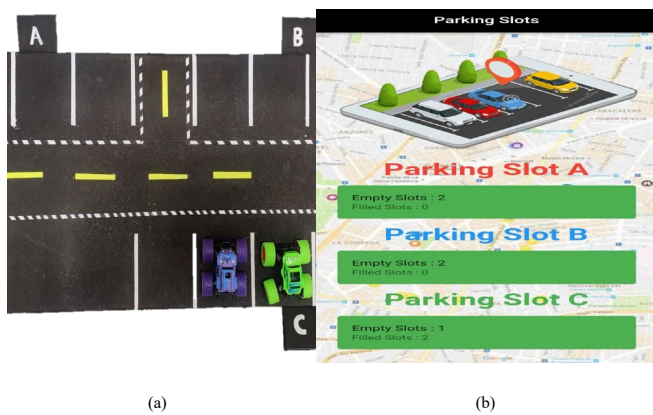 A
B
C
Parking Slots
Parking Slot A
Empty Slots : 2
Filled Slots : 0
Parking Slot B
Empty Slots : 2
Filled Slots : 0
Parking Slot C
Empty Slots : 1
Filled Slots : 2
(a)
(b)